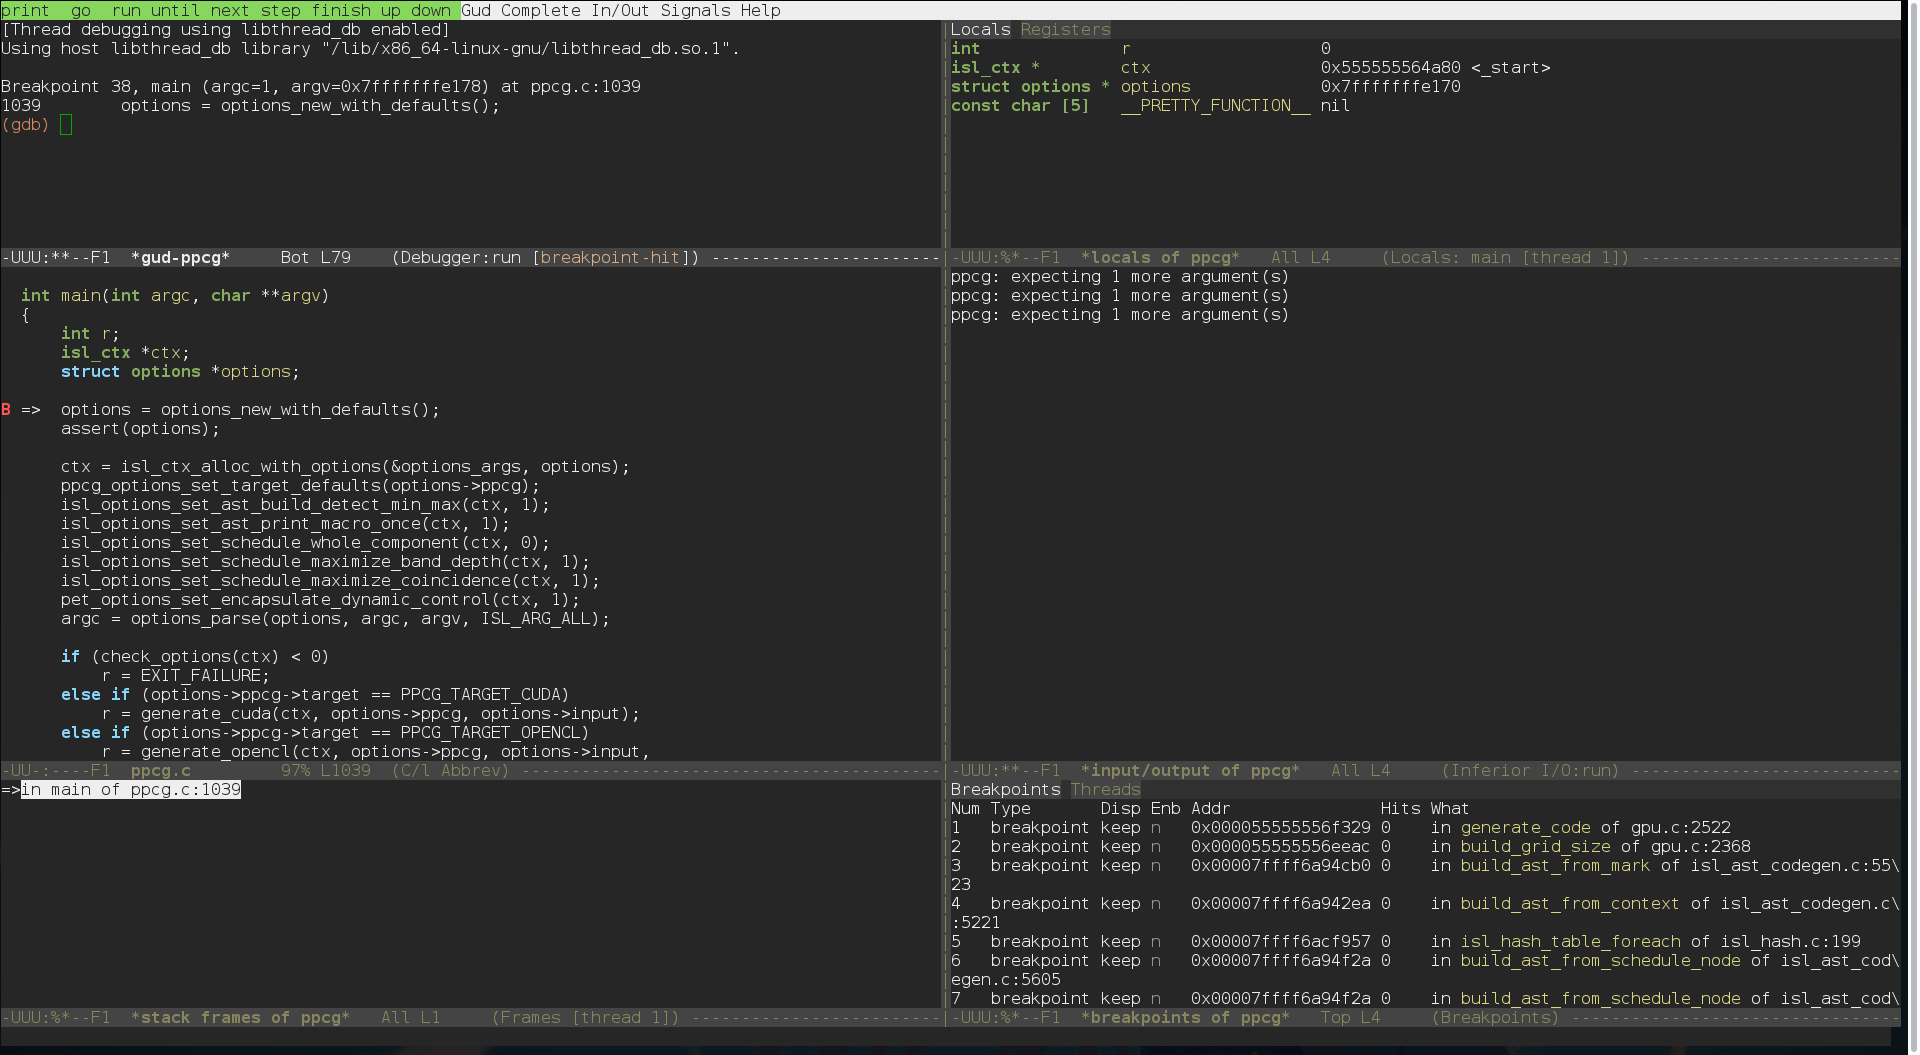 print  go  run until next step finish up down Gud Complete In/Out Signals Help
[Thread debugging using libthread_db enabled]
Using host libthread_db library "/lib/x86_64-linux-gnu/libthread_db.so.1".
Breakpoint 38, main (argc=1, argv=0x7fffffffe178) at ppcg.c:1039
1039        options = options_new_with_defaults();
(gdb)
-UUU:**--F1  *gud-ppcg*     Bot L79    (Debugger:run [breakpoint-hit]) -----------------------
Locals Registers
int              r                   0
isl_ctx *        ctx                 0x555555564a80 <_start>
struct options * options             0x7fffffffe170
const char [5]   __PRETTY_FUNCTION__ nil
-UUU:%*--F1  *locals of ppcg*   All L4     (Locals: main [thread 1]) --------------------------
int main(int argc, char **argv)
{
    int r;
    isl_ctx *ctx;
    struct options *options;
B =>  options = options_new_with_defaults();
    assert(options);
    ctx = isl_ctx_alloc_with_options(&options_args, options);
    ppcg_options_set_target_defaults(options->ppcg);
    isl_options_set_ast_build_detect_min_max(ctx, 1);
    isl_options_set_ast_print_macro_once(ctx, 1);
    isl_options_set_schedule_whole_component(ctx, 0);
    isl_options_set_schedule_maximize_band_depth(ctx, 1);
    isl_options_set_schedule_maximize_coincidence(ctx, 1);
    pet_options_set_encapsulate_dynamic_control(ctx, 1);
    argc = options_parse(options, argc, argv, ISL_ARG_ALL);
    if (check_options(ctx) < 0)
        r = EXIT_FAILURE;
    else if (options->ppcg->target == PPCG_TARGET_CUDA)
        r = generate_cuda(ctx, options->ppcg, options->input);
    else if (options->ppcg->target == PPCG_TARGET_OPENCL)
        r = generate_opencl(ctx, options->ppcg, options->input,
-UU-:----F1  ppcg.c         97% L1039  (C/l Abbrev) ------------------------------------------
ppcg: expecting 1 more argument(s)
ppcg: expecting 1 more argument(s)
ppcg: expecting 1 more argument(s)
-UUU:**--F1  *input/output of ppcg*   All L4     (Inferior I/O:run) ---------------------------
=>in main of ppcg.c:1039
-UUU:%*--F1  *stack frames of ppcg*   All L1     (Frames [thread 1]) --------------------------
Breakpoints Threads
Num Type       Disp Enb Addr               Hits What
1   breakpoint keep n   0x000055555556f329 0    in generate_code of gpu.c:2522
2   breakpoint keep n   0x000055555556eeac 0    in build_grid_size of gpu.c:2368
3   breakpoint keep n   0x00007ffff6a94cb0 0    in build_ast_from_mark of isl_ast_codegen.c:55\
23
4   breakpoint keep n   0x00007ffff6a942ea 0    in build_ast_from_context of isl_ast_codegen.c\
:5221
5   breakpoint keep n   0x00007ffff6acf957 0    in isl_hash_table_foreach of isl_hash.c:199
6   breakpoint keep n   0x00007ffff6a94f2a 0    in build_ast_from_schedule_node of isl_ast_cod\
egen.c:5605
7   breakpoint keep n   0x00007ffff6a94f2a 0    in build_ast_from_schedule_node of isl_ast_cod\
-UUU:%*--F1  *breakpoints of ppcg*   Top L4     (Breakpoints) ---------------------------------